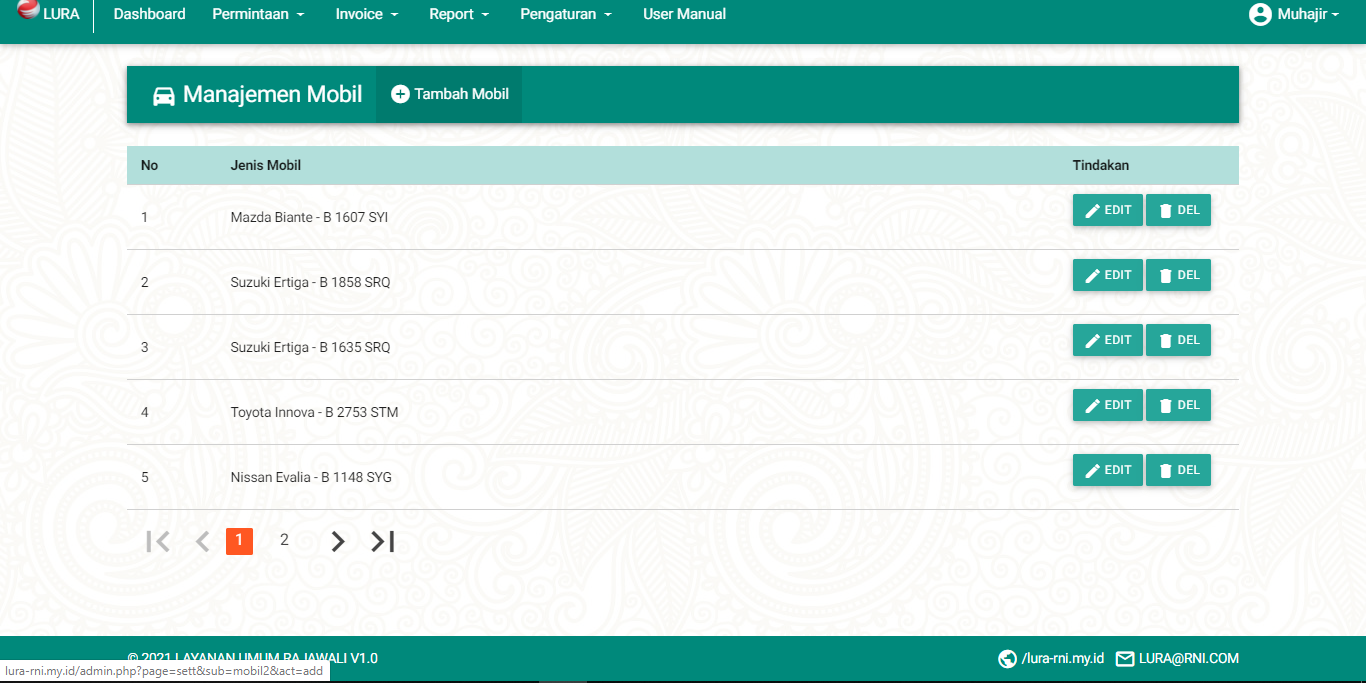 LURA Dashboard Permintaan Invoice Report Pengaturan User Manual Muhajir
Manajemen Mobil Tambah Mobil
No Jenis Mobil Tindakan
1 Mazda Biante - B 1607 SYI EDIT DEL
2 Suzuki Ertiga - B 1858 SRQ EDIT DEL
3 Suzuki Ertiga - B 1635 SRQ EDIT DEL
4 Toyota Innova - B 2753 STM EDIT DEL
5 Nissan Evalia - B 1148 SYG EDIT DEL
1 2
© 2021 LAYANAN UMUM RAJAWALI V1.0 /lura-rni.my.id LURA@RNI.COM
lura-rni.my.id/admin.php?page=sett&sub=mobil2&act=add